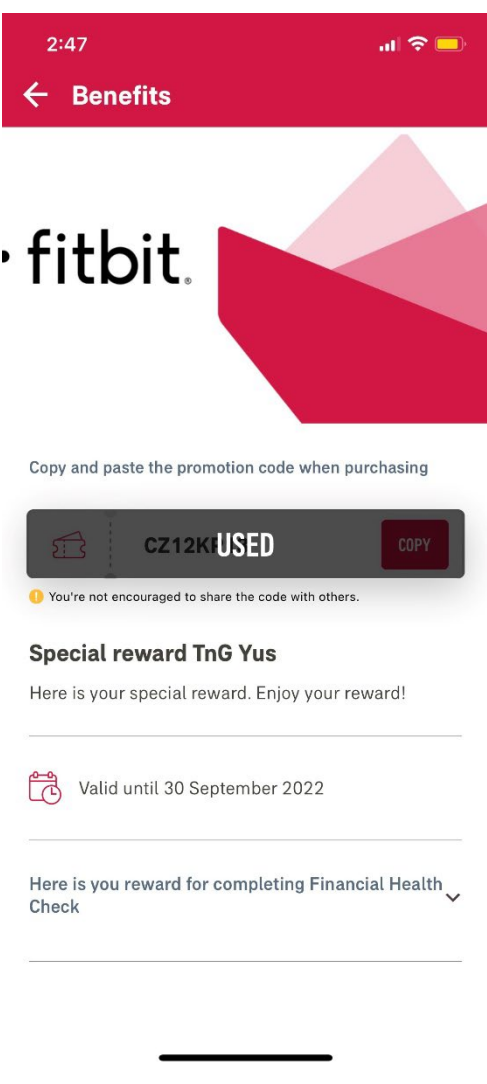 2:47
Benefits
fitbit
Copy and paste the promotion code when purchasing
USED
COPY
You're not encouraged to share the code with others.
Special reward TnG Yus
Here is your special reward. Enjoy your reward!
Valid until 30 September 2022
Here is you reward for completing Financial Health
Check